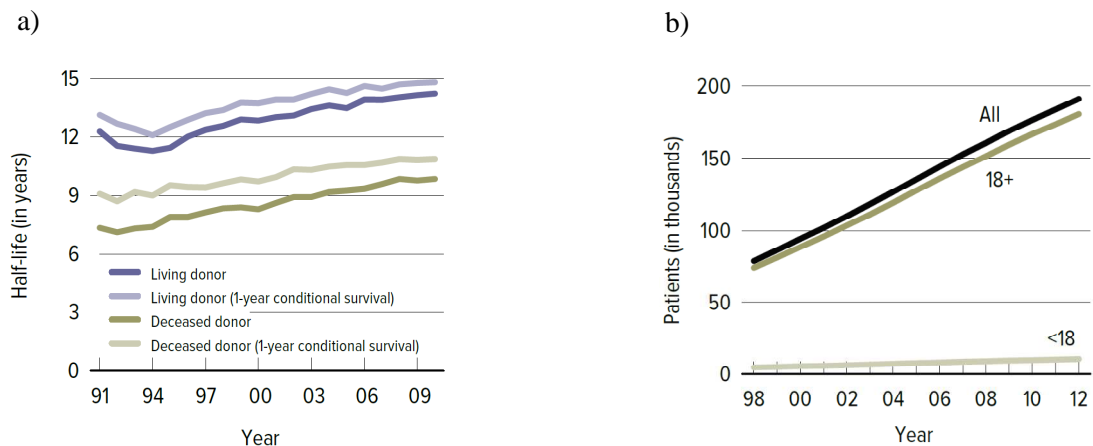 a)
15
12
9
6
3
0
Half-life (in years)
Living donor
Living donor (1-year conditional survival)
Deceased donor
Deceased donor (1-year conditional survival)
91 94 97 00 03 06 09
Year
b)
200
150
100
50
0
Patients (in thousands)
All
18+
<18
98 00 02 04 06 08 10 12
Year